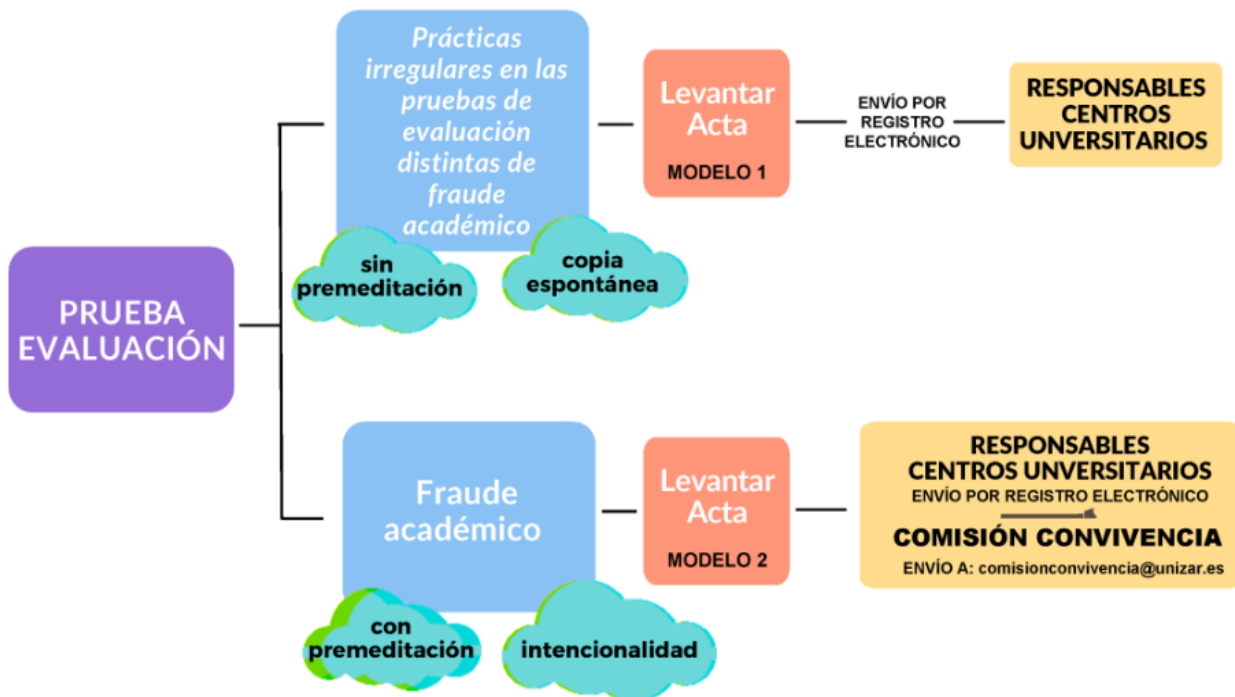 PRUEBA
EVALUACIÓN
Prácticas
irregulares en las
pruebas de
evaluación
distintas de
fraude
académico
sin
premeditación
copia
espontánea
Levantar
Acta
MODELO 1
ENVÍO POR
REGISTRO
ELECTRÓNICO
RESPONSABLES
CENTROS
UNVERSITARIOS
Fraude
académico
con
premeditación
intencionalidad
Levantar
Acta
MODELO 2
RESPONSABLES
CENTROS UNVERSITARIOS
ENVÍO POR REGISTRO ELECTRÓNICO
COMISIÓN CONVIVENCIA
ENVÍO A: comisionconvivencia@unizar.es